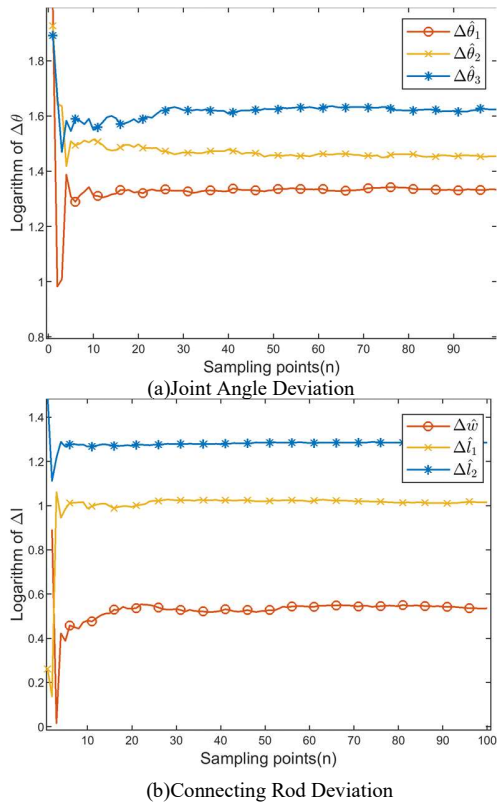 1.8
1.6
1.4
1.2
1
0.8
Logarithm of Δθ
Δθ̂₁
Δθ̂₂
Δθ̂₃
0 10 20 30 40 50 60 70 80 90
Sampling points(n)
(a)Joint Angle Deviation
1.4
1.2
1
0.8
0.6
0.4
0.2
0
Logarithm of Δl
Δŵ
Δl̂₁
Δl̂₂
10 20 30 40 50 60 70 80 90 100
Sampling points(n)
(b)Connecting Rod Deviation